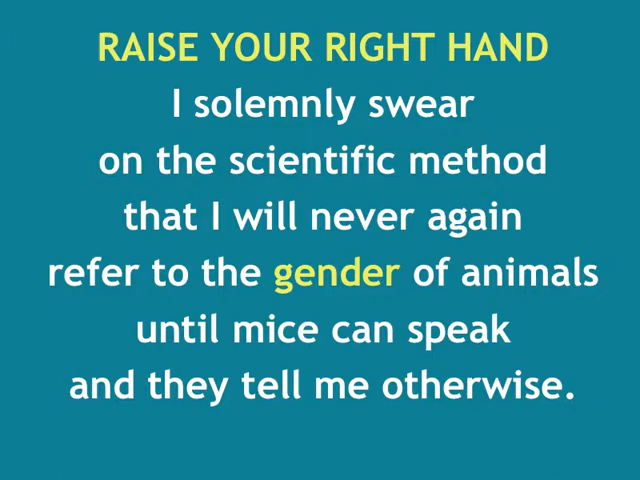 RAISE YOUR RIGHT HAND
I solemnly swear
on the scientific method
that I will never again
refer to the gender of animals
until mice can speak
and they tell me otherwise.